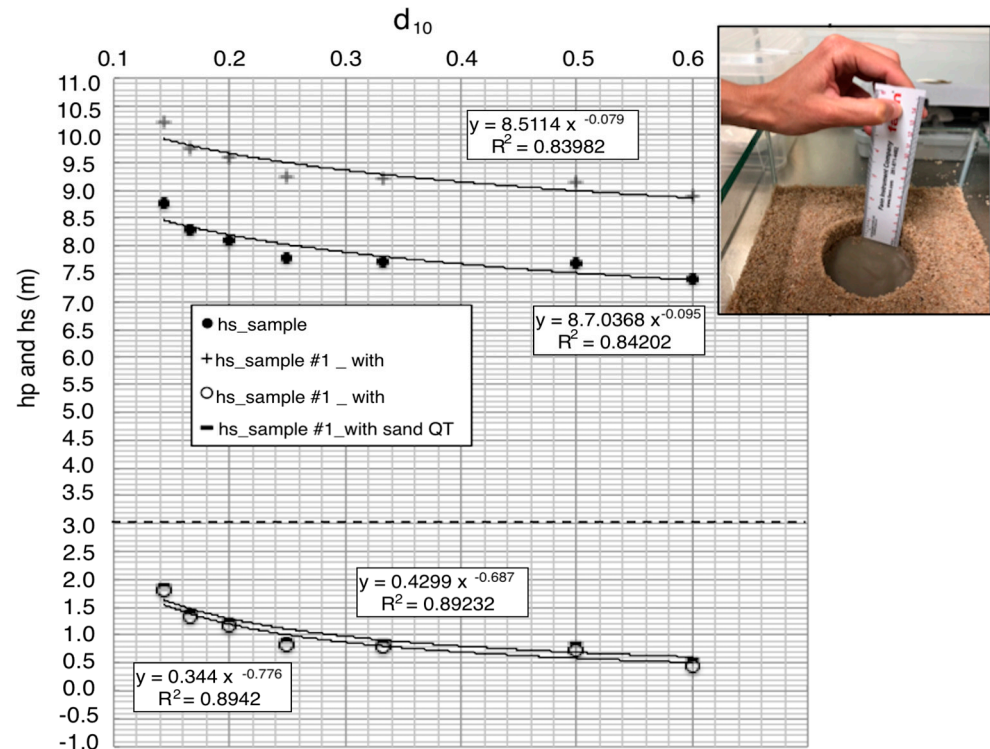 d10
0.1 0.2 0.3 0.4 0.5 0.6
11.0
10.5
10.0
9.5
9.0
8.5
8.0
7.5
7.0
6.5
6.0
5.5
5.0
4.5
4.0
3.5
3.0
2.5
2.0
1.5
1.0
0.5
0.0
-0.5
-1.0
hp and hs (m)
y = 8.5114 x -0.079
R2 = 0.83982
y = 8.7.0368 x-0.095
R2 = 0.84202
hs_sample
hs_sample #1 _ with
hs_sample #1 _ with
hs_sample #1_with sand QT
y = 0.4299 x -0.687
R2 = 0.89232
y = 0.344 x -0.776
R2 = 0.8942
Fann Instrument Company